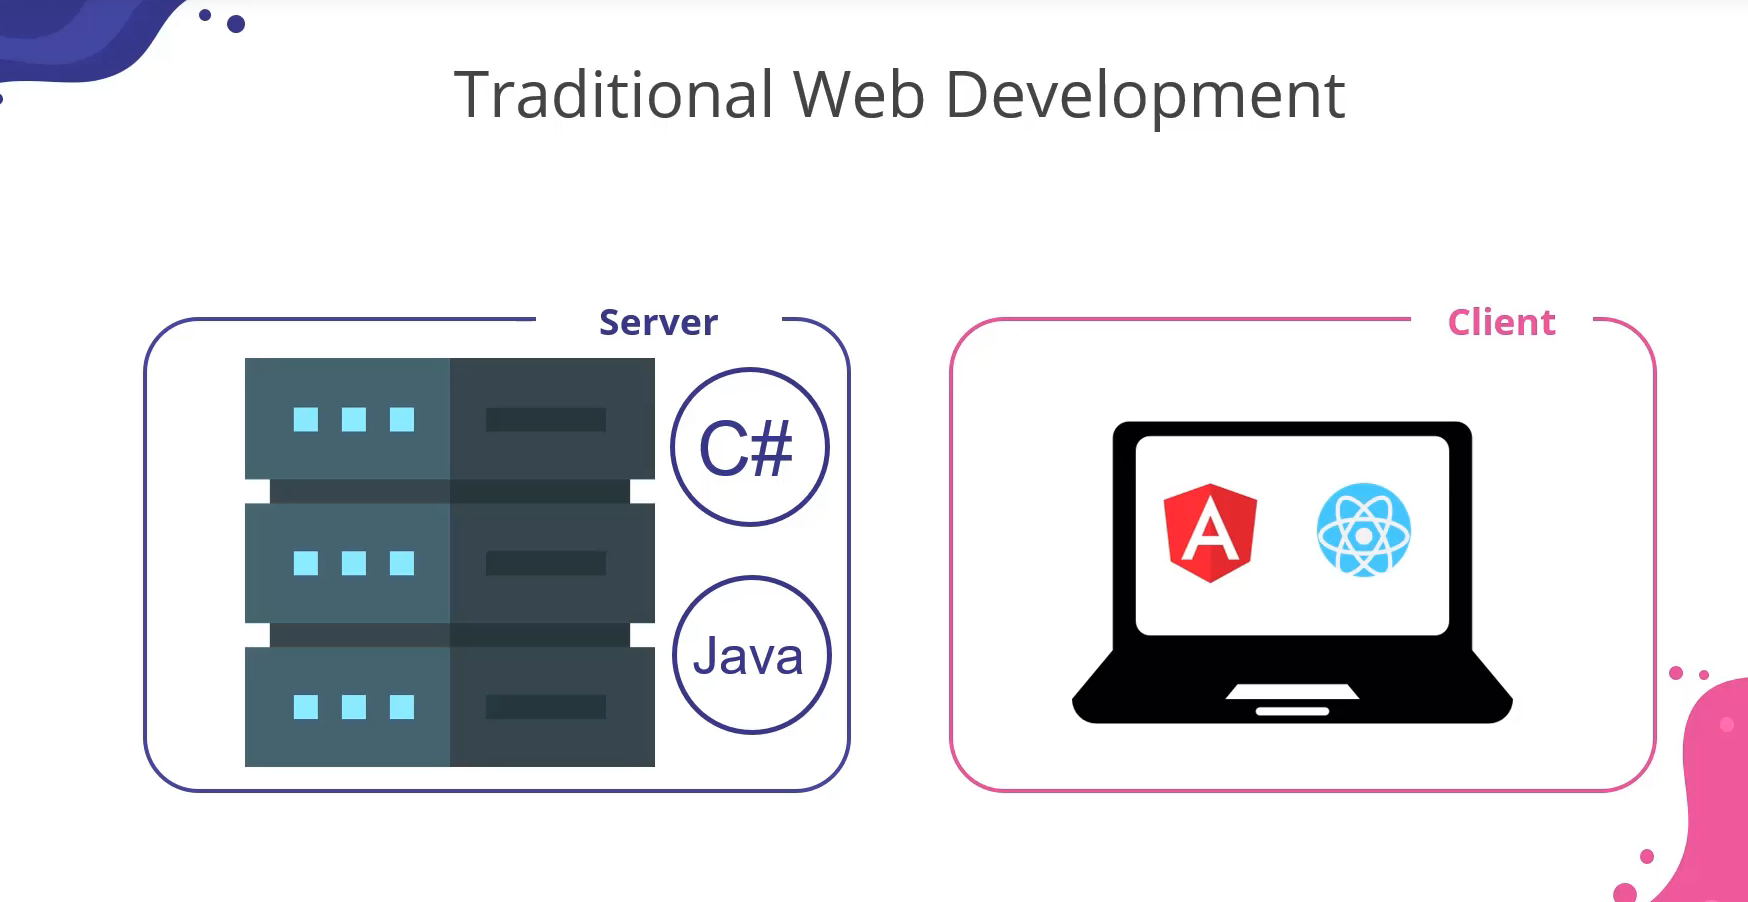 Traditional Web Development
Server
C#
Java
Client
A